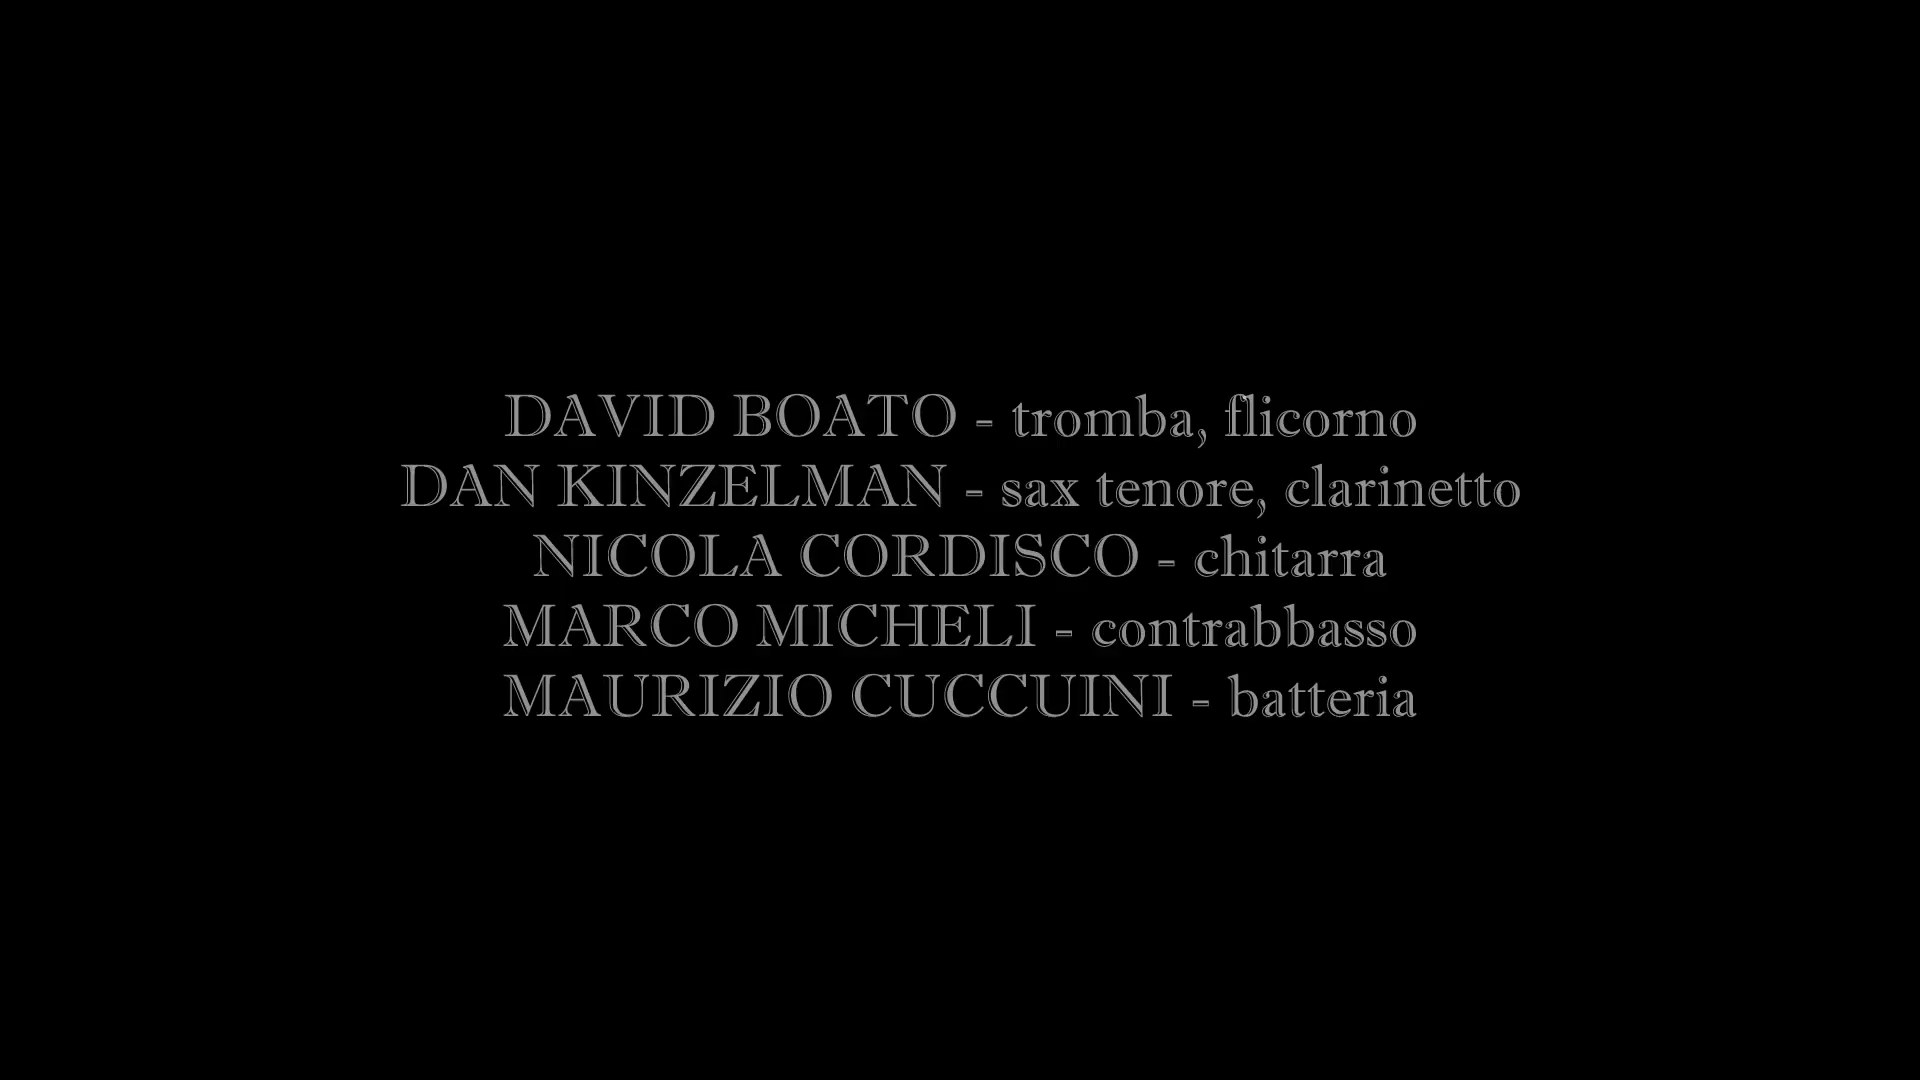 DAVID BOATO - tromba, flicorno
DAN KINZELMAN - sax tenore, clarinetto
NICOLA CORDISCO - chitarra
MARCO MICHELI - contrabbasso
MAURIZIO CUCCUINI - batteria